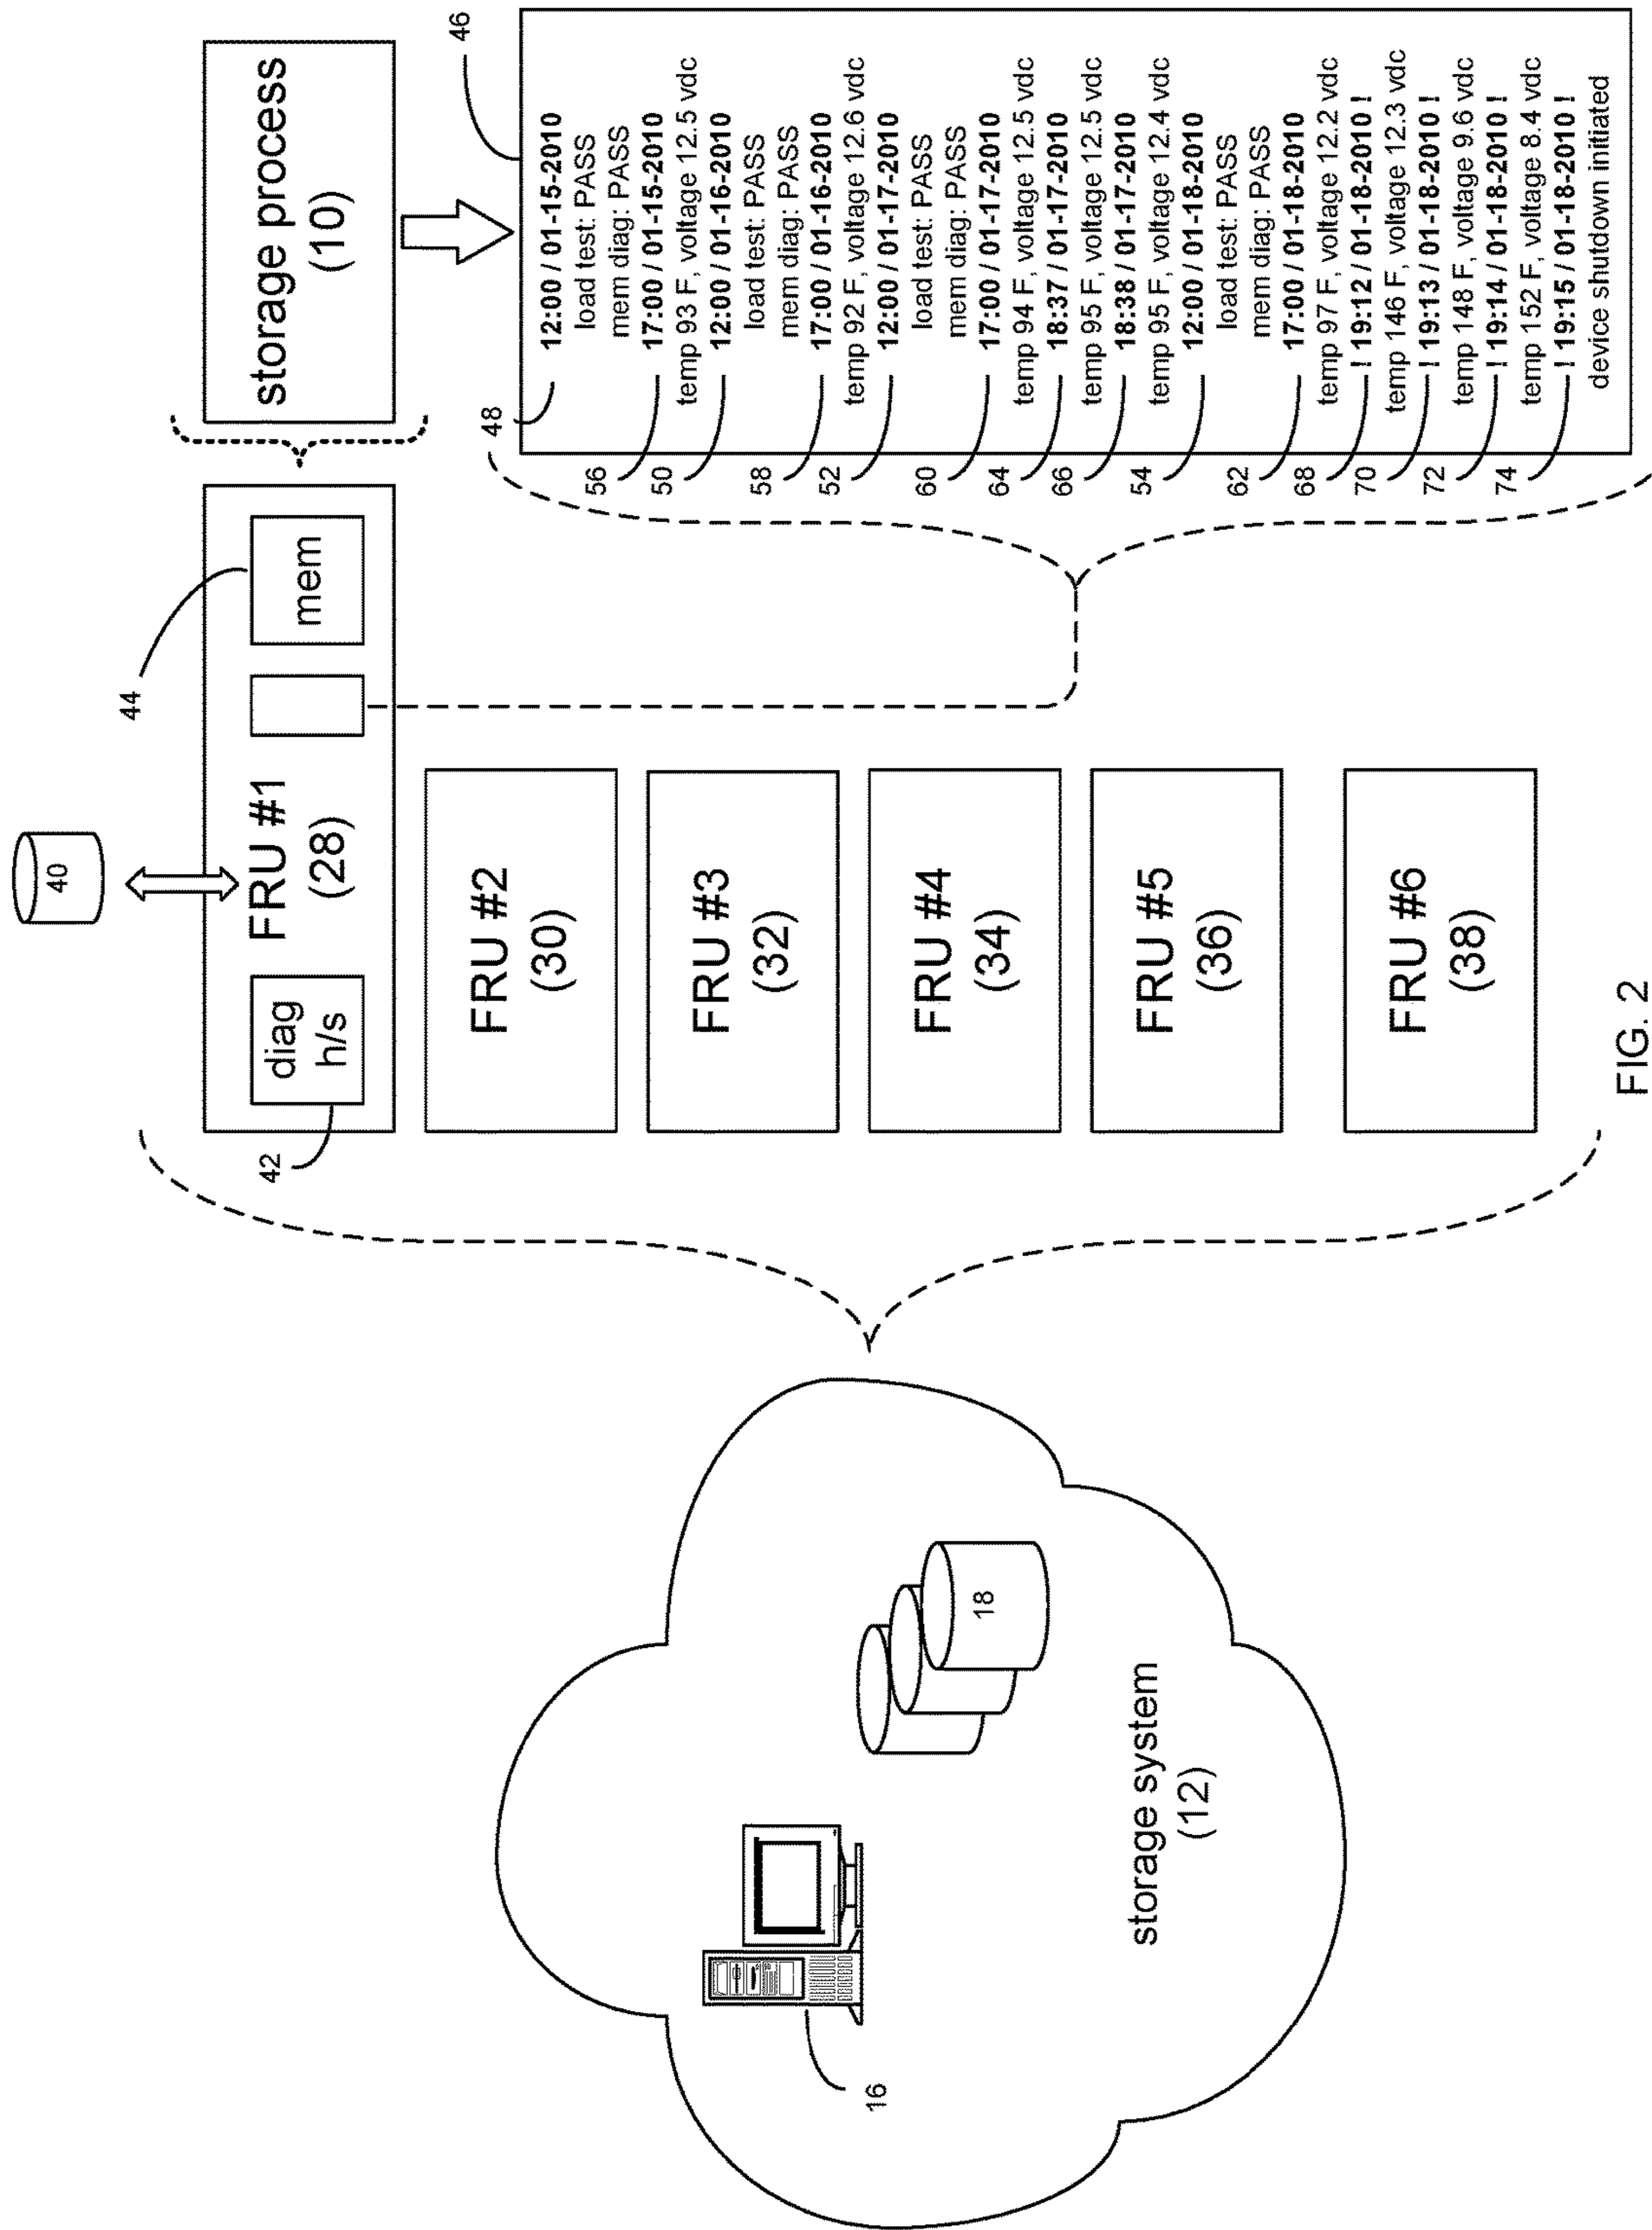 40
44
FRU #1
(28)
diag
h/s
mem
42
storage process
(10)
FRU #2
(30)
FRU #3
(32)
FRU #4
(34)
FRU #5
(36)
FRU #6
(38)
46
48
12:00 / 01-15-2010
load test: PASS
mem diag: PASS
56
17:00 / 01-15-2010
temp 93 F, voltage 12.5 vdc
50
12:00 / 01-16-2010
load test: PASS
mem diag: PASS
58
17:00 / 01-16-2010
temp 92 F, voltage 12.6 vdc
52
12:00 / 01-17-2010
load test: PASS
mem diag: PASS
60
17:00 / 01-17-2010
temp 94 F, voltage 12.5 vdc
64
18:37 / 01-17-2010
temp 95 F, voltage 12.5 vdc
66
18:38 / 01-17-2010
temp 95 F, voltage 12.4 vdc
54
12:00 / 01-18-2010
load test: PASS
mem diag: PASS
62
17:00 / 01-18-2010
temp 97 F, voltage 12.2 vdc
68
! 19:12 / 01-18-2010 !
temp 146 F, voltage 12.3 vdc
70
! 19:13 / 01-18-2010 !
temp 148 F, voltage 9.6 vdc
72
! 19:14 / 01-18-2010 !
temp 152 F, voltage 8.4 vdc
74
! 19:15 / 01-18-2010 !
device shutdown initiated
16
18
storage system
(12)
FIG. 2